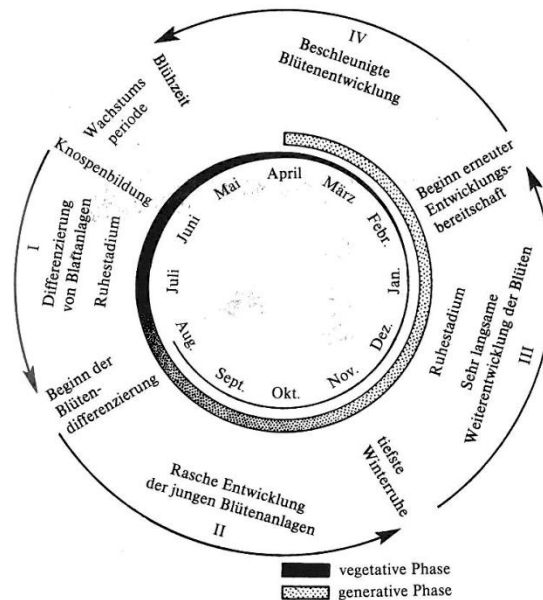 IV
Beschleunigte
Blütenentwicklung
Blühzeit
Wachstums
periode
Knospenbildung
I
Differenzierung
von Blaftanlagen
Ruhestadium
Beginn der
Blüten-
differenzierung
Rasche Entwicklung
der jungen Blütenanlagen
II
tiefste
Winterruhe
Ruhestadium
Sehr langsame
Weiterentwicklung der Blüten
III
Beginn erneuter
Entwicklungs-
bereitschaft
April
März
Febr.
Jan.
Dez.
Nov.
Okt.
Sept.
Aug.
Juli
Juni
Mai
vegetative Phase
generative Phase